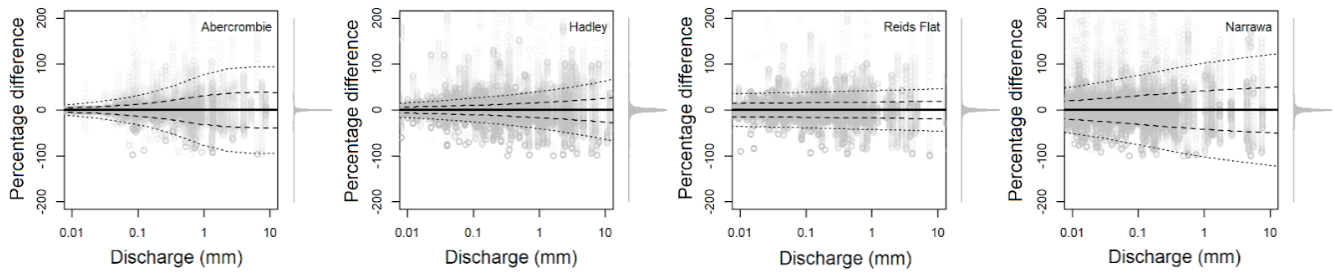 Abercrombie
Percentage difference
200
100
0
-100
-200
0.01 0.1 1 10
Discharge (mm)
Hadley
Percentage difference
200
100
0
-100
-200
0.01 0.1 1 10
Discharge (mm)
Reids Flat
Percentage difference
200
100
0
-100
-200
0.01 0.1 1 10
Discharge (mm)
Narrawa
Percentage difference
200
100
0
-100
-200
0.01 0.1 1 10
Discharge (mm)